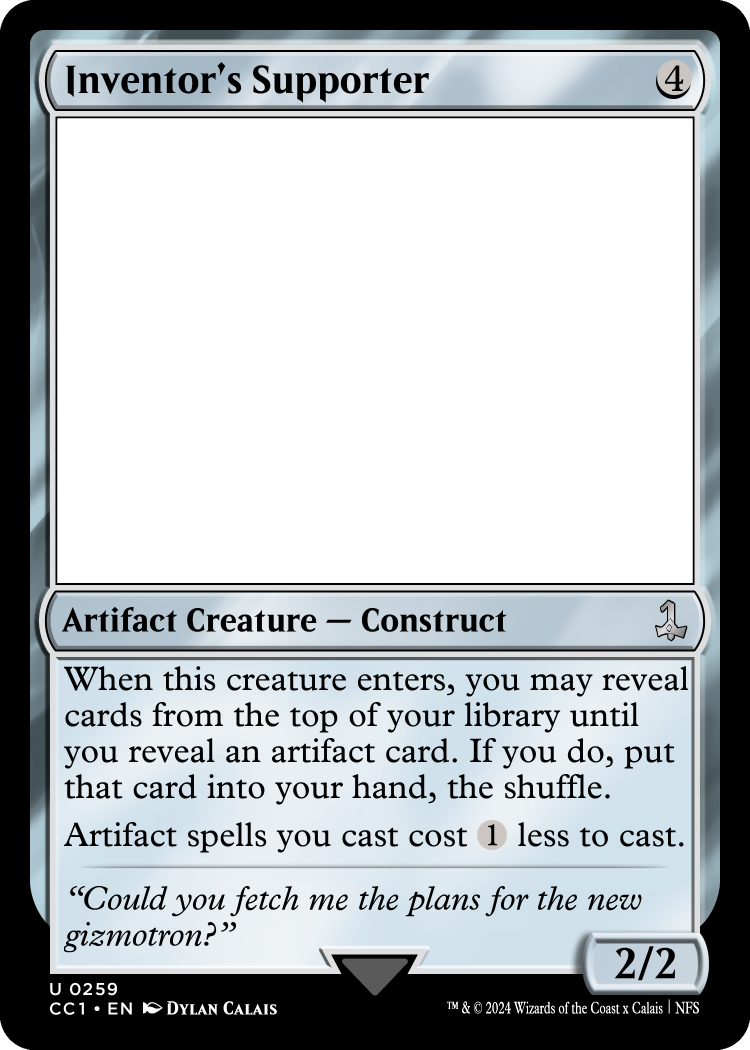 Inventor's Supporter 4
Artifact Creature — Construct
When this creature enters, you may reveal
cards from the top of your library until
you reveal an artifact card. If you do, put
that card into your hand, the shuffle.
Artifact spells you cast cost 1 less to cast.
“Could you fetch me the plans for the new
gizmotron?”
2/2
U 0259
CC1 • EN Dylan Calais
™ & © 2024 Wizards of the Coast x Calais | NFS